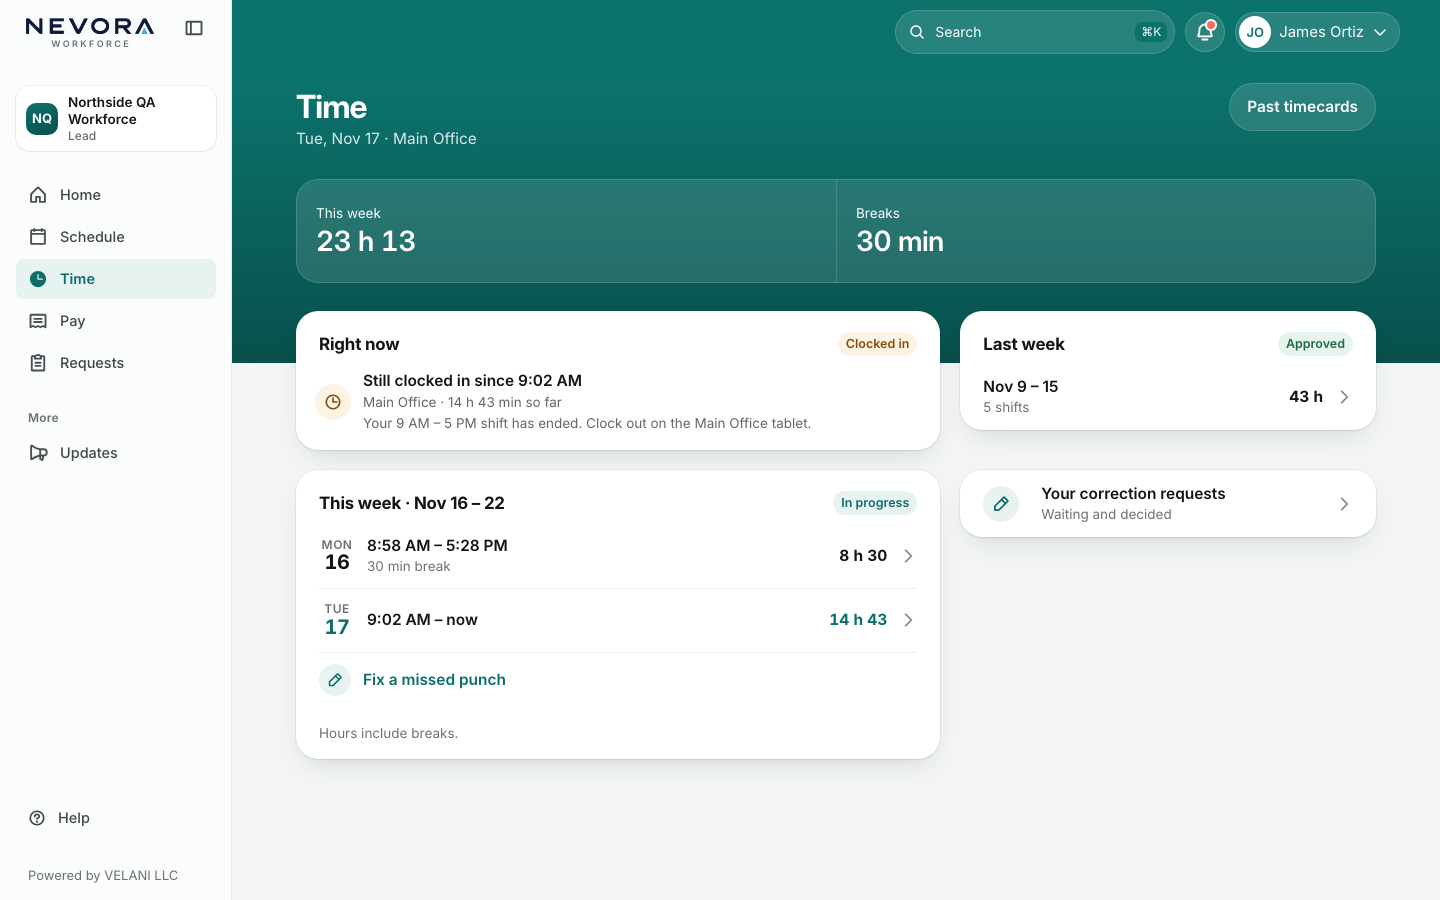 NEVORA
WORKFORCE
Search
⌘K
JO
James Ortiz
NQ
Northside QA
Workforce
Lead
Home
Schedule
Time
Pay
Requests
More
Updates
Help
Powered by VELANI LLC
Time
Tue, Nov 17 · Main Office
Past timecards
This week
23 h 13
Breaks
30 min
Right now
Clocked in
Still clocked in since 9:02 AM
Main Office · 14 h 43 min so far
Your 9 AM – 5 PM shift has ended. Clock out on the Main Office tablet.
Last week
Approved
Nov 9 – 15
5 shifts
43 h
This week · Nov 16 – 22
In progress
MON
16
8:58 AM – 5:28 PM
30 min break
8 h 30
TUE
17
9:02 AM – now
14 h 43
Fix a missed punch
Hours include breaks.
Your correction requests
Waiting and decided